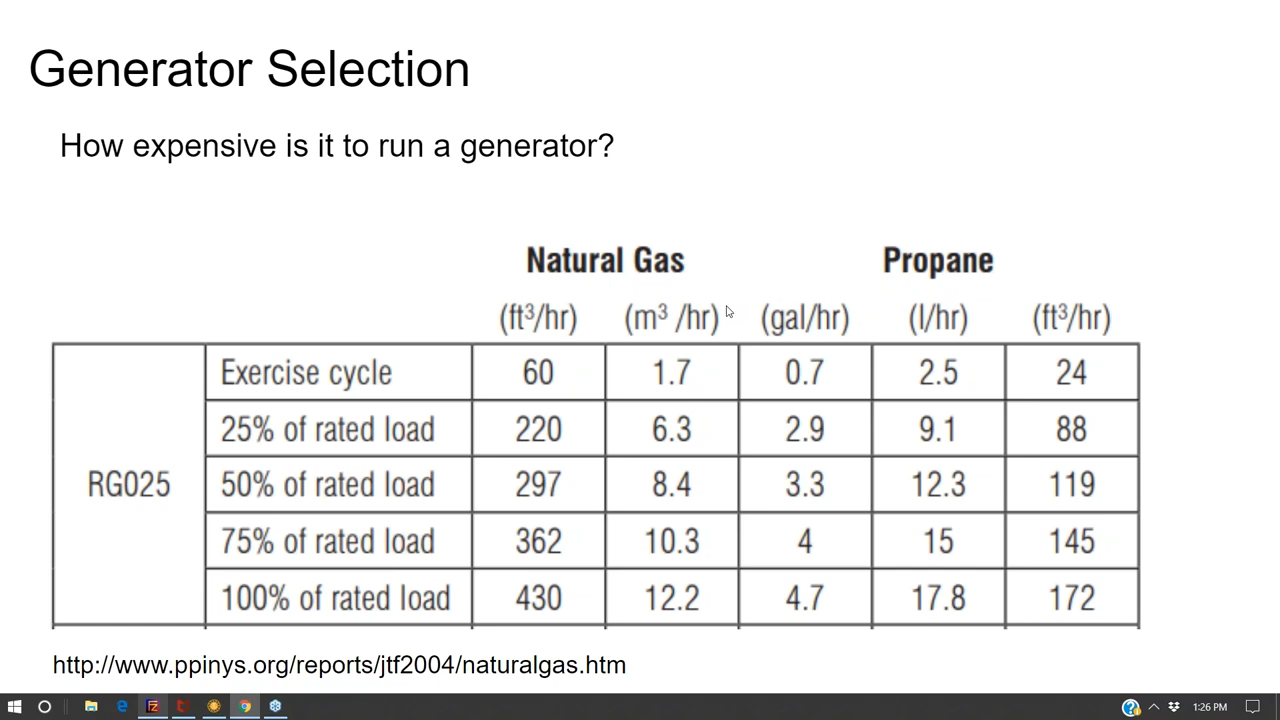 Generator Selection
How expensive is it to run a generator?
Natural Gas Propane
(ft³/hr) (m³ /hr) (gal/hr) (l/hr) (ft³/hr)
Exercise cycle 60 1.7 0.7 2.5 24
25% of rated load 220 6.3 2.9 9.1 88
RG025 50% of rated load 297 8.4 3.3 12.3 119
75% of rated load 362 10.3 4 15 145
100% of rated load 430 12.2 4.7 17.8 172
http://www.ppinys.org/reports/jtf2004/naturalgas.htm
1:26 PM